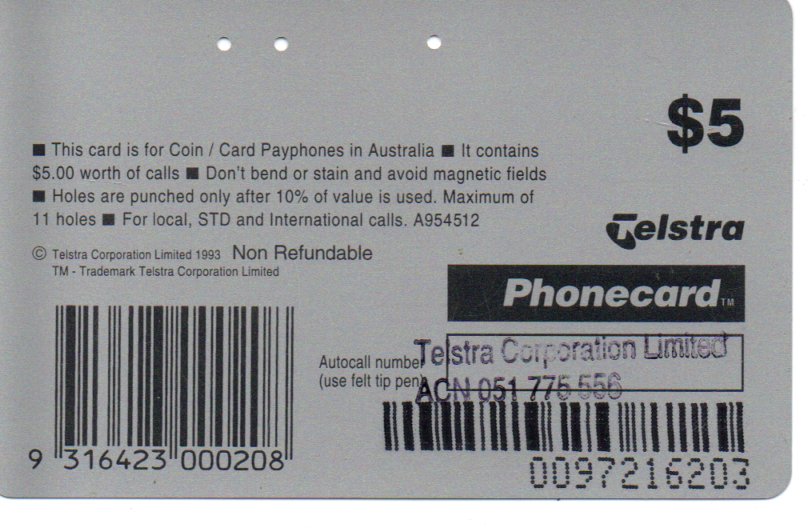 $5
■ This card is for Coin / Card Payphones in Australia ■ It contains
$5.00 worth of calls ■ Don't bend or stain and avoid magnetic fields
■ Holes are punched only after 10% of value is used. Maximum of
11 holes ■ For local, STD and International calls. A954512
© Telstra Corporation Limited 1993 Non Refundable
TM - Trademark Telstra Corporation Limited
Telstra
Phonecard TM
Autocall number
(use felt tip pen)
Telstra Corporation Limited
ACN 051 775 556
9 316423 000208
0097216203